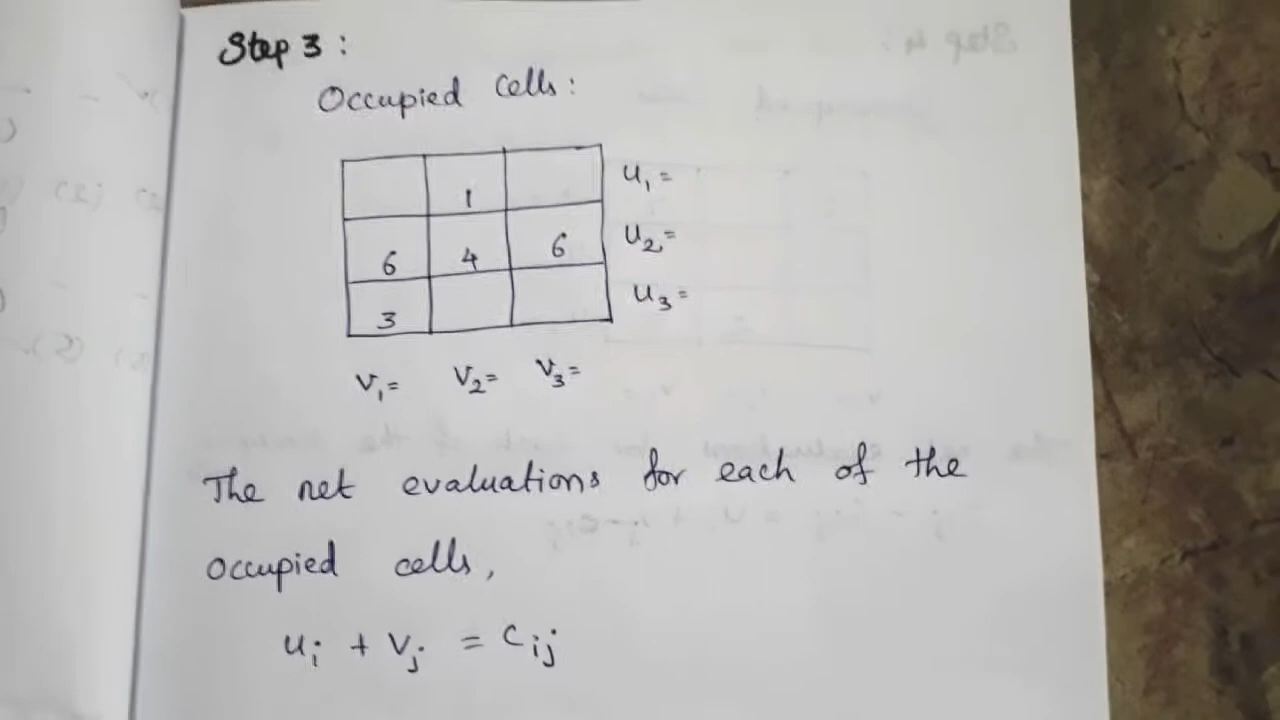 Step 3 :
Occupied Cells :
1 u1 =
6 4 6 u2 =
3 u3 =
v1 = v2 = v3 =
The net evaluations for each of the
occupied cells,
ui + vj = cij